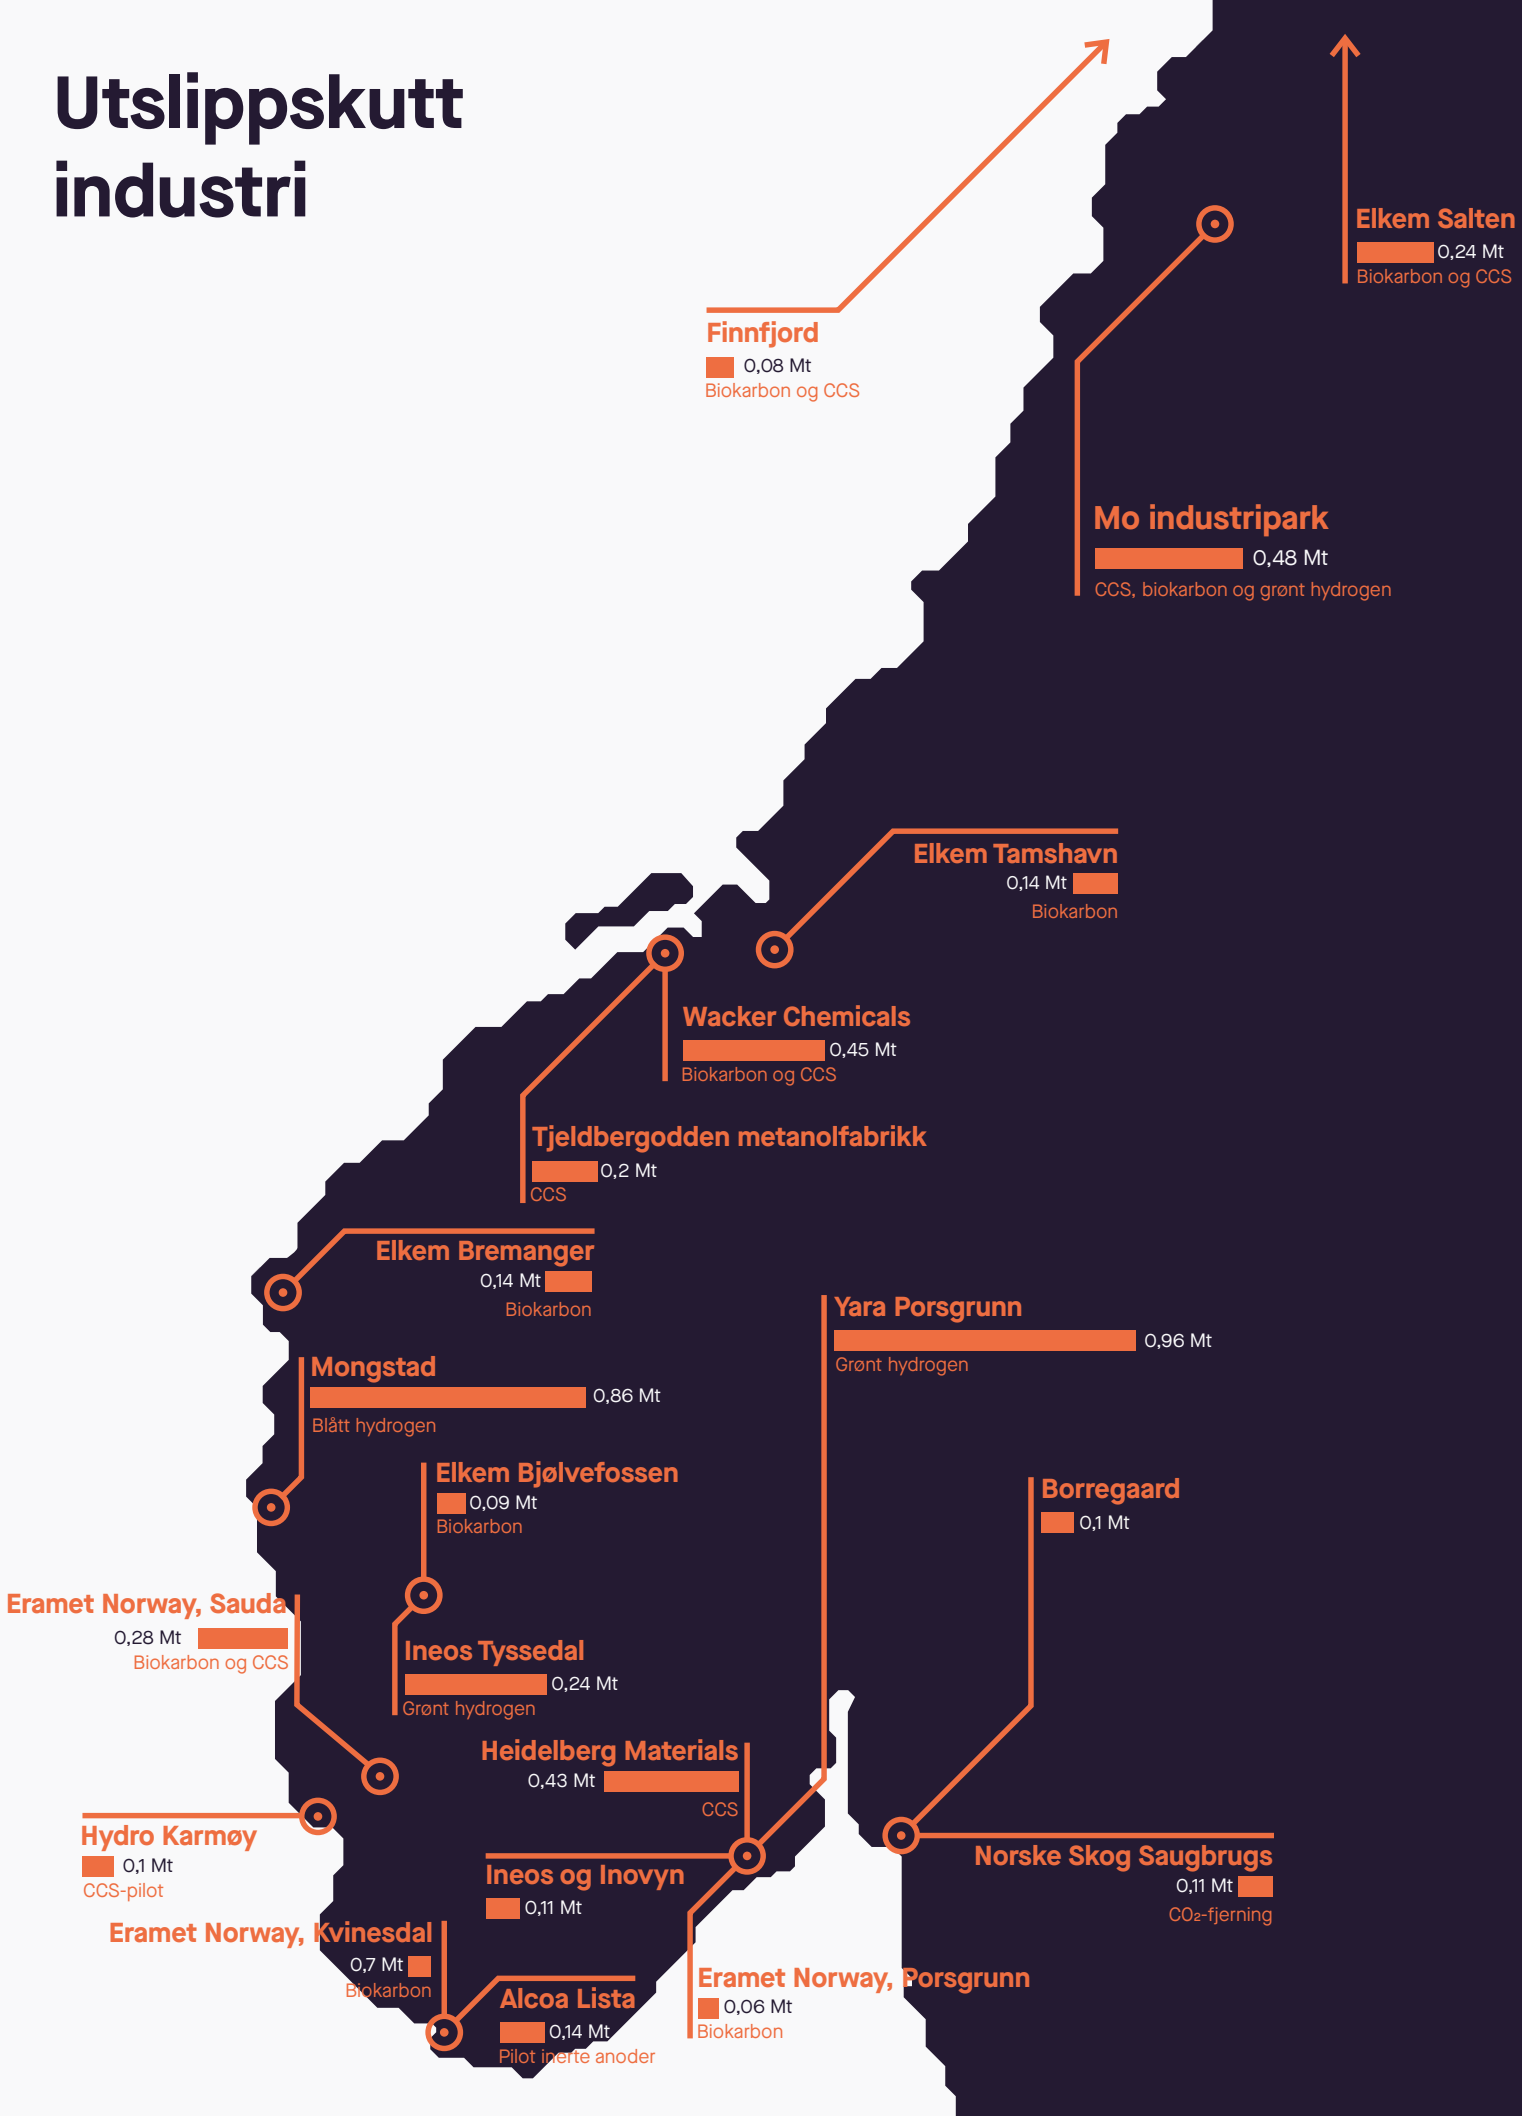 Utslippskutt
industri
Elkem Salten
0,24 Mt
Biokarbon og CCS
Finnfjord
0,08 Mt
Biokarbon og CCS
Mo industripark
0,48 Mt
CCS, biokarbon og grønt hydrogen
Elkem Tamshavn
0,14 Mt
Biokarbon
Wacker Chemicals
0,45 Mt
Biokarbon og CCS
Tjeldbergodden metanolfabrikk
0,2 Mt
CCS
Elkem Bremanger
0,14 Mt
Biokarbon
Yara Porsgrunn
0,96 Mt
Grønt hydrogen
Mongstad
0,86 Mt
Blått hydrogen
Elkem Bjølvefossen
0,09 Mt
Biokarbon
Borregaard
0,1 Mt
Eramet Norway, Sauda
0,28 Mt
Biokarbon og CCS
Ineos Tyssedal
0,24 Mt
Grønt hydrogen
Heidelberg Materials
0,43 Mt
CCS
Hydro Karmøy
0,1 Mt
CCS-pilot
Ineos og Inovyn
0,11 Mt
Norske Skog Saugbrugs
0,11 Mt
CO₂-fjerning
Eramet Norway, Kvinesdal
0,7 Mt
Biokarbon
Alcoa Lista
0,14 Mt
Pilot inerte anoder
Eramet Norway, Porsgrunn
0,06 Mt
Biokarbon